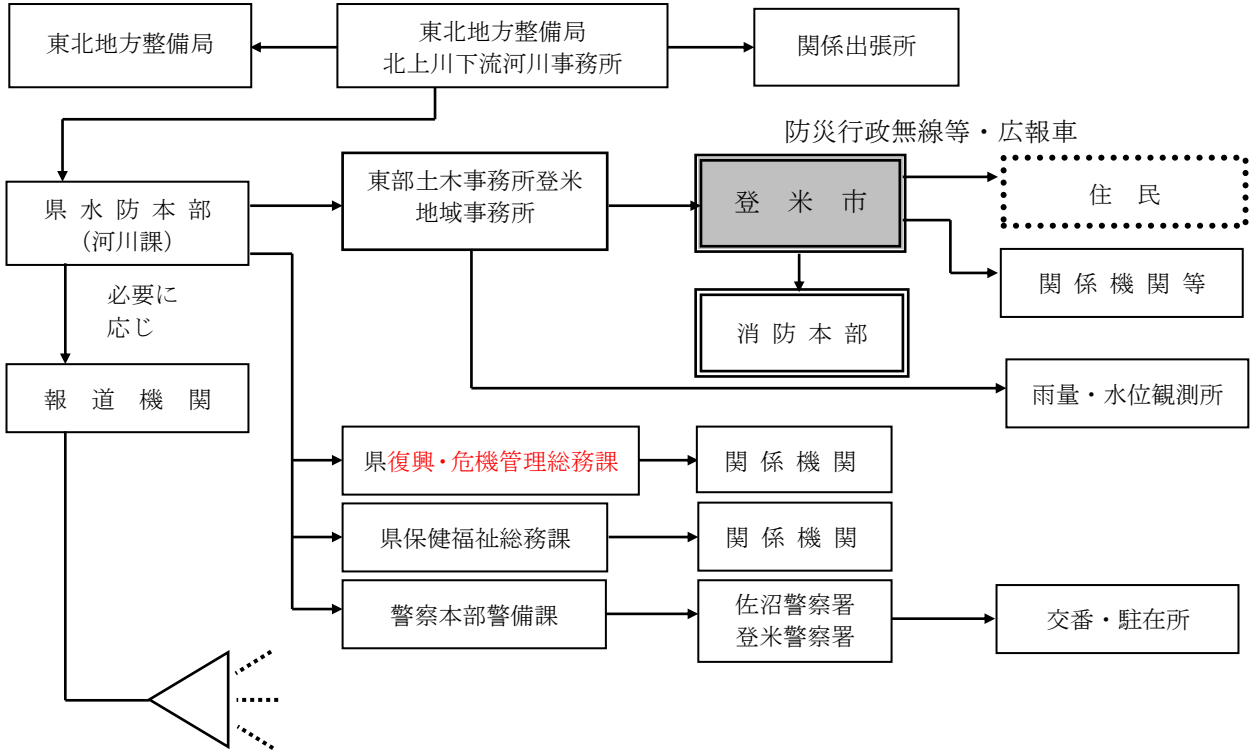 東北地方整備局
東北地方整備局
北上川下流河川事務所
関係出張所
防災行政無線等・広報車
県水防本部
（河川課）
東部土木事務所登米
地域事務所
登米市
住民
関係機関等
必要に
応じ
消防本部
報道機関
雨量・水位観測所
県復興・危機管理総務課
関係機関
県保健福祉総務課
関係機関
警察本部警備課
佐沼警察署
登米警察署
交番・駐在所